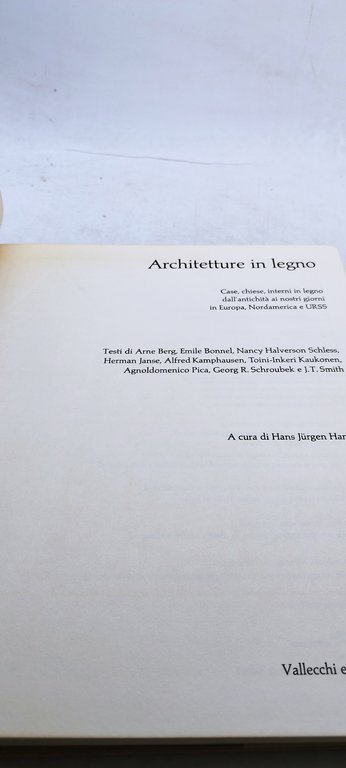 Architetture in legno
Case, chiese, interni in legno
dall'antichità ai nostri giorni
in Europa, Nordamerica e URSS
Testi di Arne Berg, Emile Bonnel, Nancy Halverson Schless,
Herman Janse, Alfred Kamphausen, Toini-Inkeri Kaukonen,
Agnoldomenico Pica, Georg R. Schroubek e J.T. Smith
A cura di Hans Jürgen Han
Vallecchi e